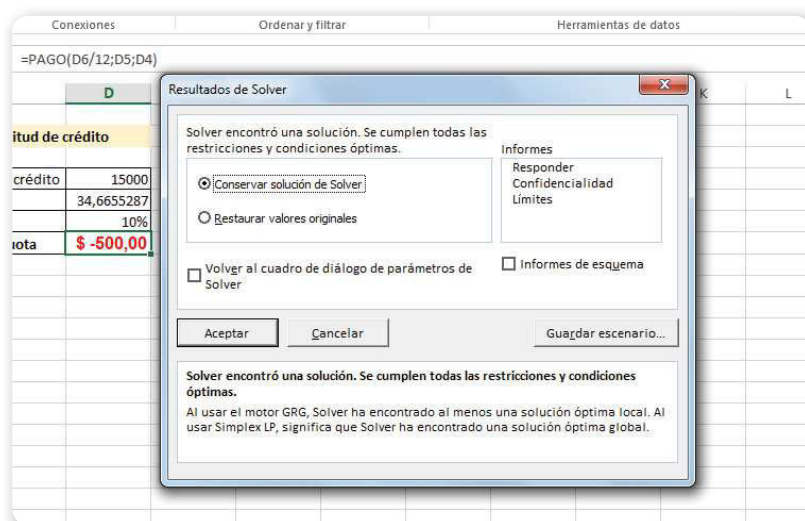 Conexiones Ordenar y filtrar Herramientas de datos
=PAGO(D6/12;D5;D4)
D K L
itud de crédito
crédito 15000
34,6655287
10%
uota $ -500,00
Resultados de Solver
Solver encontró una solución. Se cumplen todas las
restricciones y condiciones óptimas.
Conservar solución de Solver
Restaurar valores originales
Informes
Responder
Confidencialidad
Límites
Volver al cuadro de diálogo de parámetros de
Solver
Informes de esquema
Aceptar Cancelar Guardar escenario...
Solver encontró una solución. Se cumplen todas las restricciones y condiciones
óptimas.
Al usar el motor GRG, Solver ha encontrado al menos una solución óptima local. Al
usar Simplex LP, significa que Solver ha encontrado una solución óptima global.